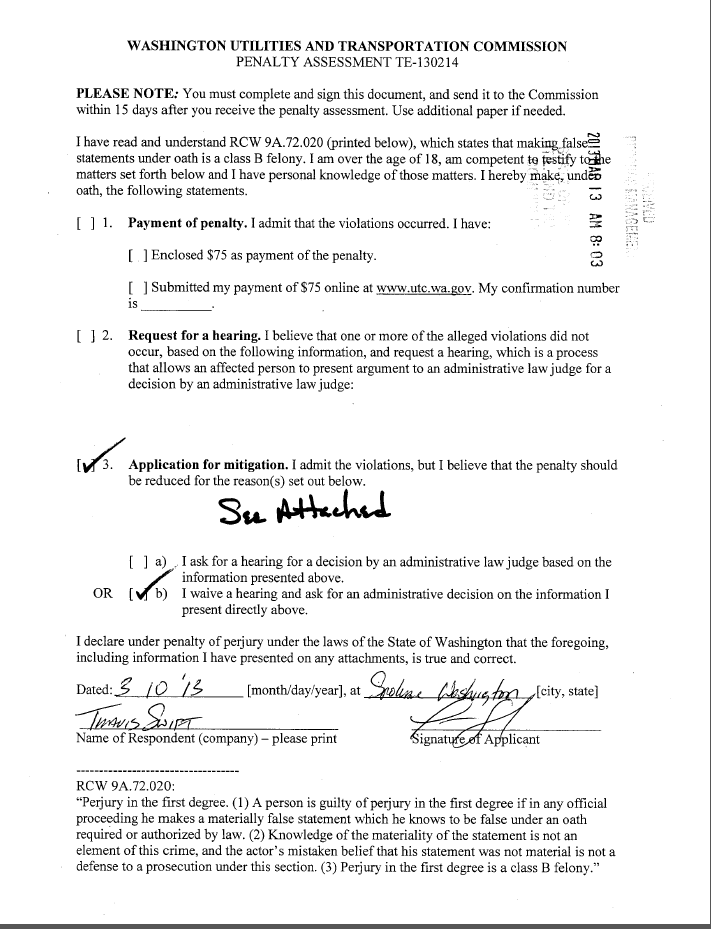 WASHINGTON UTILITIES AND TRANSPORTATION COMMISSION
PENALTY ASSESSMENT TE-130214
PLEASE NOTE: You must complete and sign this document, and send it to the Commission
within 15 days after you receive the penalty assessment. Use additional paper if needed.
I have read and understand RCW 9A.72.020 (printed below), which states that making false
statements under oath is a class B felony. I am over the age of 18, am competent to testify to the
matters set forth below and I have personal knowledge of those matters. I hereby make, under
oath, the following statements.
2013 MAR 13 AM 8:03
[ ] 1. Payment of penalty. I admit that the violations occurred. I have:
[ ] Enclosed $75 as payment of the penalty.
[ ] Submitted my payment of $75 online at www.utc.wa.gov. My confirmation number
is _________.
[ ] 2. Request for a hearing. I believe that one or more of the alleged violations did not
occur, based on the following information, and request a hearing, which is a process
that allows an affected person to present argument to an administrative law judge for a
decision by an administrative law judge:
[✓] 3. Application for mitigation. I admit the violations, but I believe that the penalty should
be reduced for the reason(s) set out below.
See Attached
[ ] a) I ask for a hearing for a decision by an administrative law judge based on the
information presented above.
OR [✓] b) I waive a hearing and ask for an administrative decision on the information I
present directly above.
I declare under penalty of perjury under the laws of the State of Washington that the foregoing,
including information I have presented on any attachments, is true and correct.
Dated: 3 10 '13 [month/day/year], at Spokane Washington, [city, state]
TRAVIS SWIFT
Name of Respondent (company) – please print Signature of Applicant
-----------------------------------
RCW 9A.72.020:
“Perjury in the first degree. (1) A person is guilty of perjury in the first degree if in any official
proceeding he makes a materially false statement which he knows to be false under an oath
required or authorized by law. (2) Knowledge of the materiality of the statement is not an
element of this crime, and the actor’s mistaken belief that his statement was not material is not a
defense to a prosecution under this section. (3) Perjury in the first degree is a class B felony.”